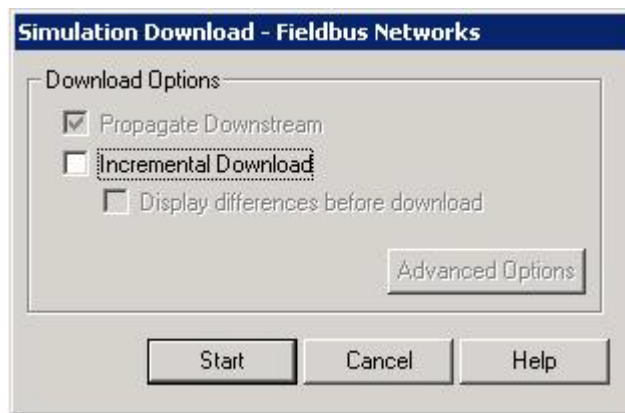 Simulation Download - Fieldbus Networks
Download Options
Propagate Downstream
Incremental Download
Display differences before download
Advanced Options
Start Cancel Help